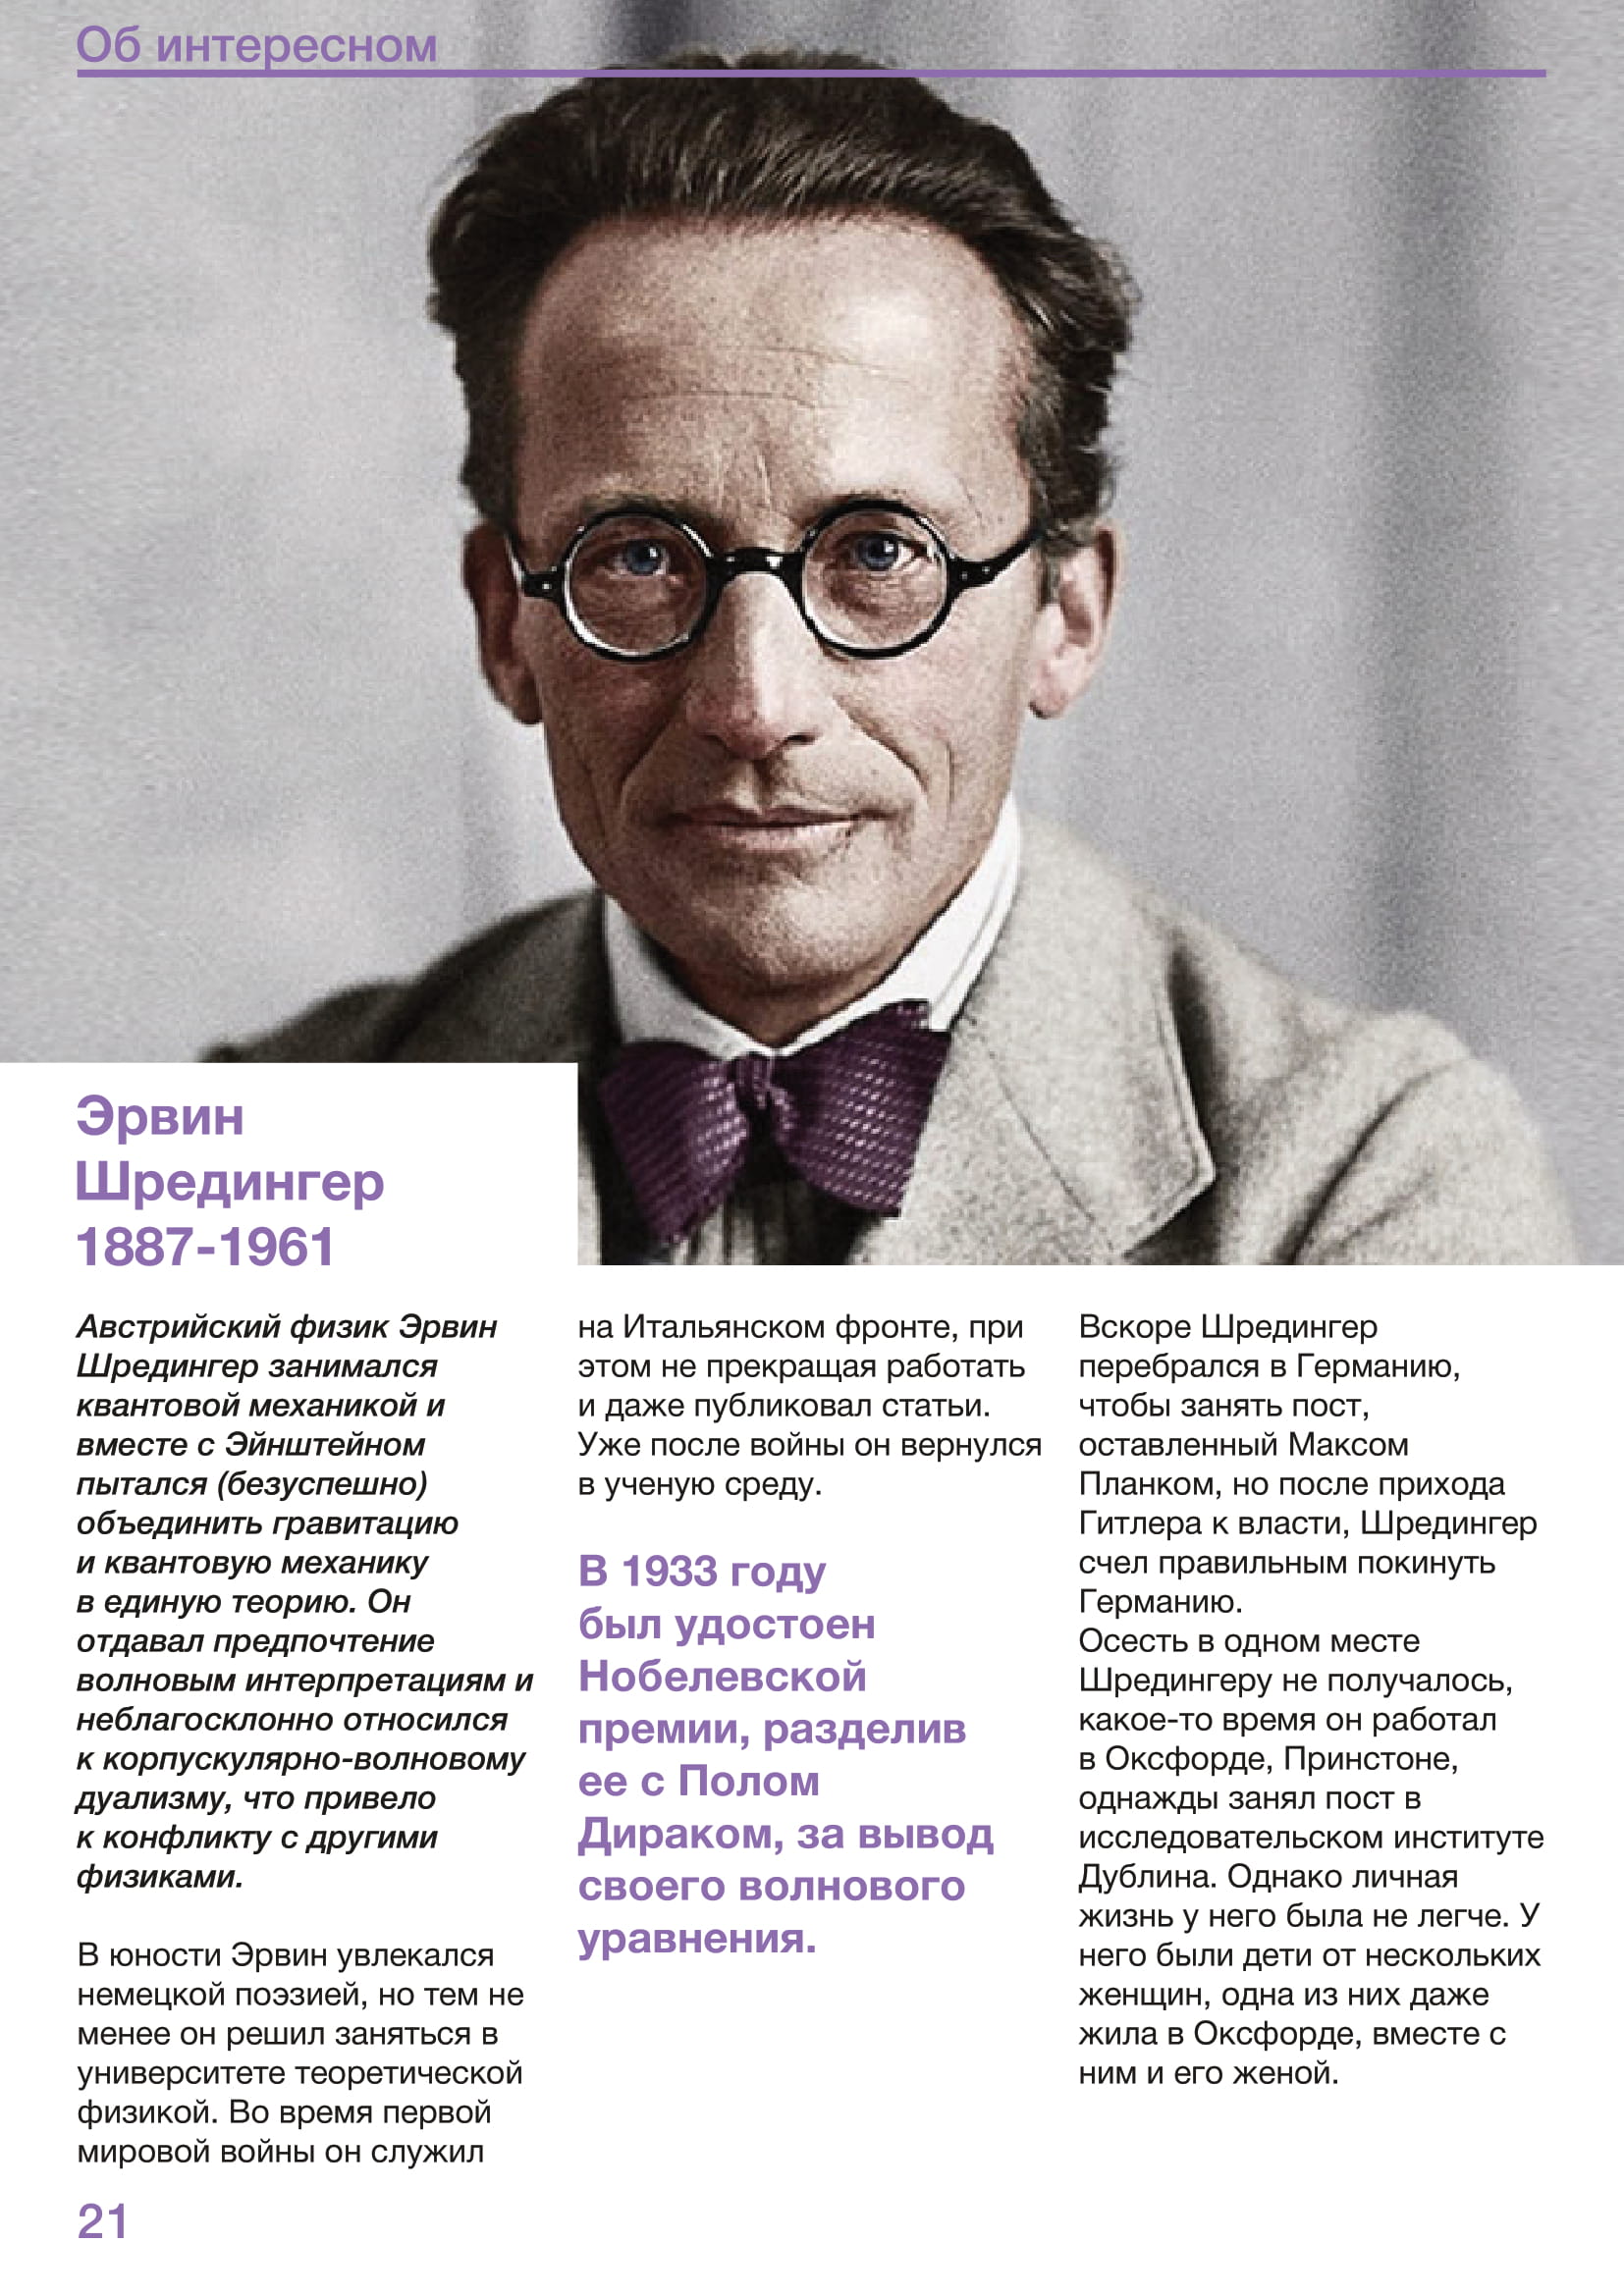 Об интересном
Эрвин
Шредингер
1887-1961
Австрийский физик Эрвин
Шредингер занимался
квантовой механикой и
вместе с Эйнштейном
пытался (безуспешно)
объединить гравитацию
и квантовую механику
в единую теорию. Он
отдавал предпочтение
волновым интерпретациям и
неблагосклонно относился
к корпускулярно-волновому
дуализму, что привело
к конфликту с другими
физиками.
В юности Эрвин увлекался
немецкой поэзией, но тем не
менее он решил заняться в
университете теоретической
физикой. Во время первой
мировой войны он служил
на Итальянском фронте, при
этом не прекращая работать
и даже публиковал статьи.
Уже после войны он вернулся
в ученую среду.
В 1933 году
был удостоен
Нобелевской
премии, разделив
ее с Полом
Дираком, за вывод
своего волнового
уравнения.
Вскоре Шредингер
перебрался в Германию,
чтобы занять пост,
оставленный Максом
Планком, но после прихода
Гитлера к власти, Шредингер
счел правильным покинуть
Германию.
Осесть в одном месте
Шредингеру не получалось,
какое-то время он работал
в Оксфорде, Принстоне,
однажды занял пост в
исследовательском институте
Дублина. Однако личная
жизнь у него была не легче. У
него были дети от нескольких
женщин, одна из них даже
жила в Оксфорде, вместе с
ним и его женой.
21